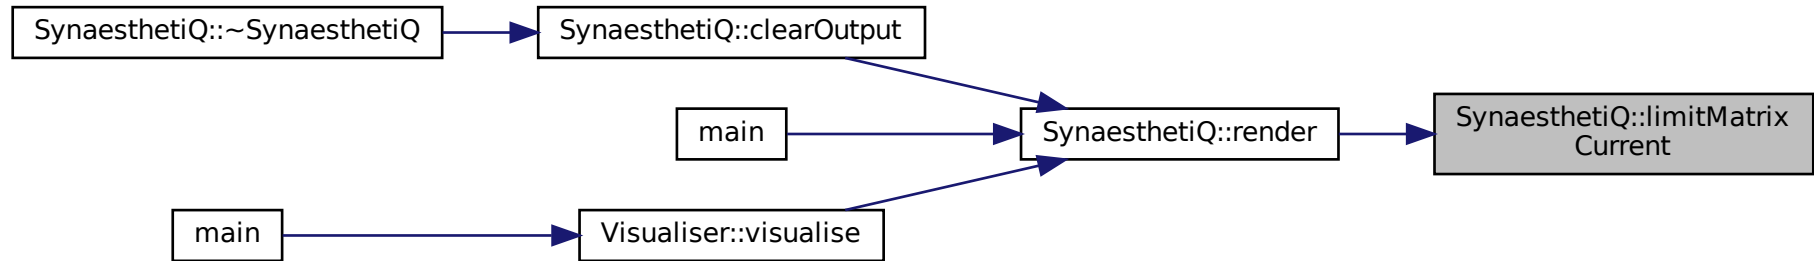 SynaesthetiQ::~SynaesthetiQ
SynaesthetiQ::clearOutput
main
SynaesthetiQ::render
SynaesthetiQ::limitMatrix
Current
main
Visualiser::visualise